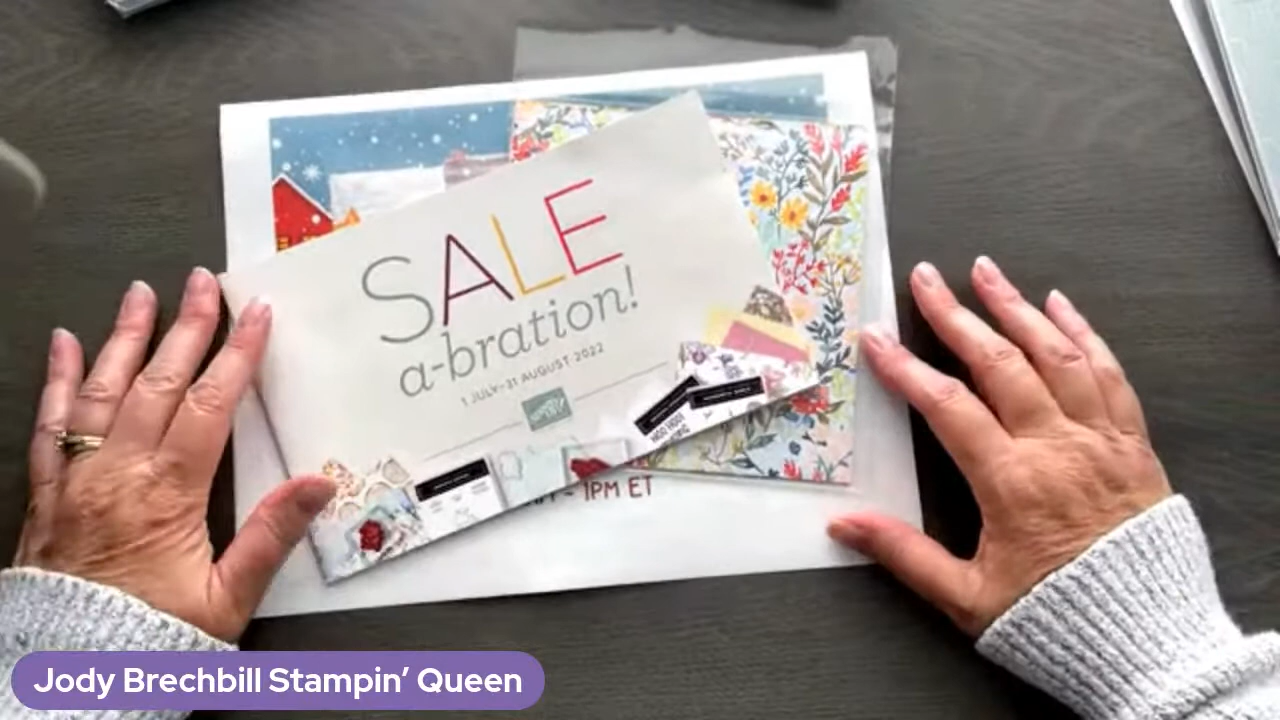 SALE
a-bration!
1 JULY–31 AUGUST 2022
- 1PM ET
Jody Brechbill Stampin’ Queen